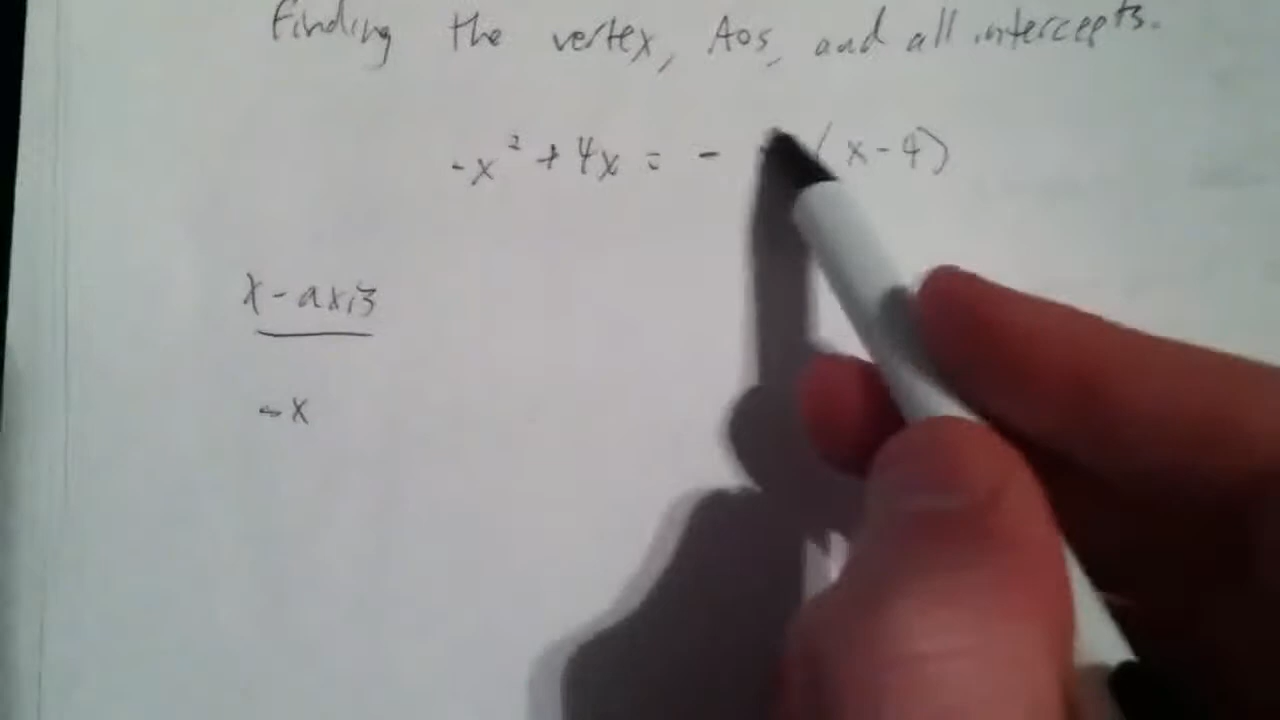 Finding the vertex, Aos, and all intercepts.
-x² + 4x = - (x-4)
x-axis
-x